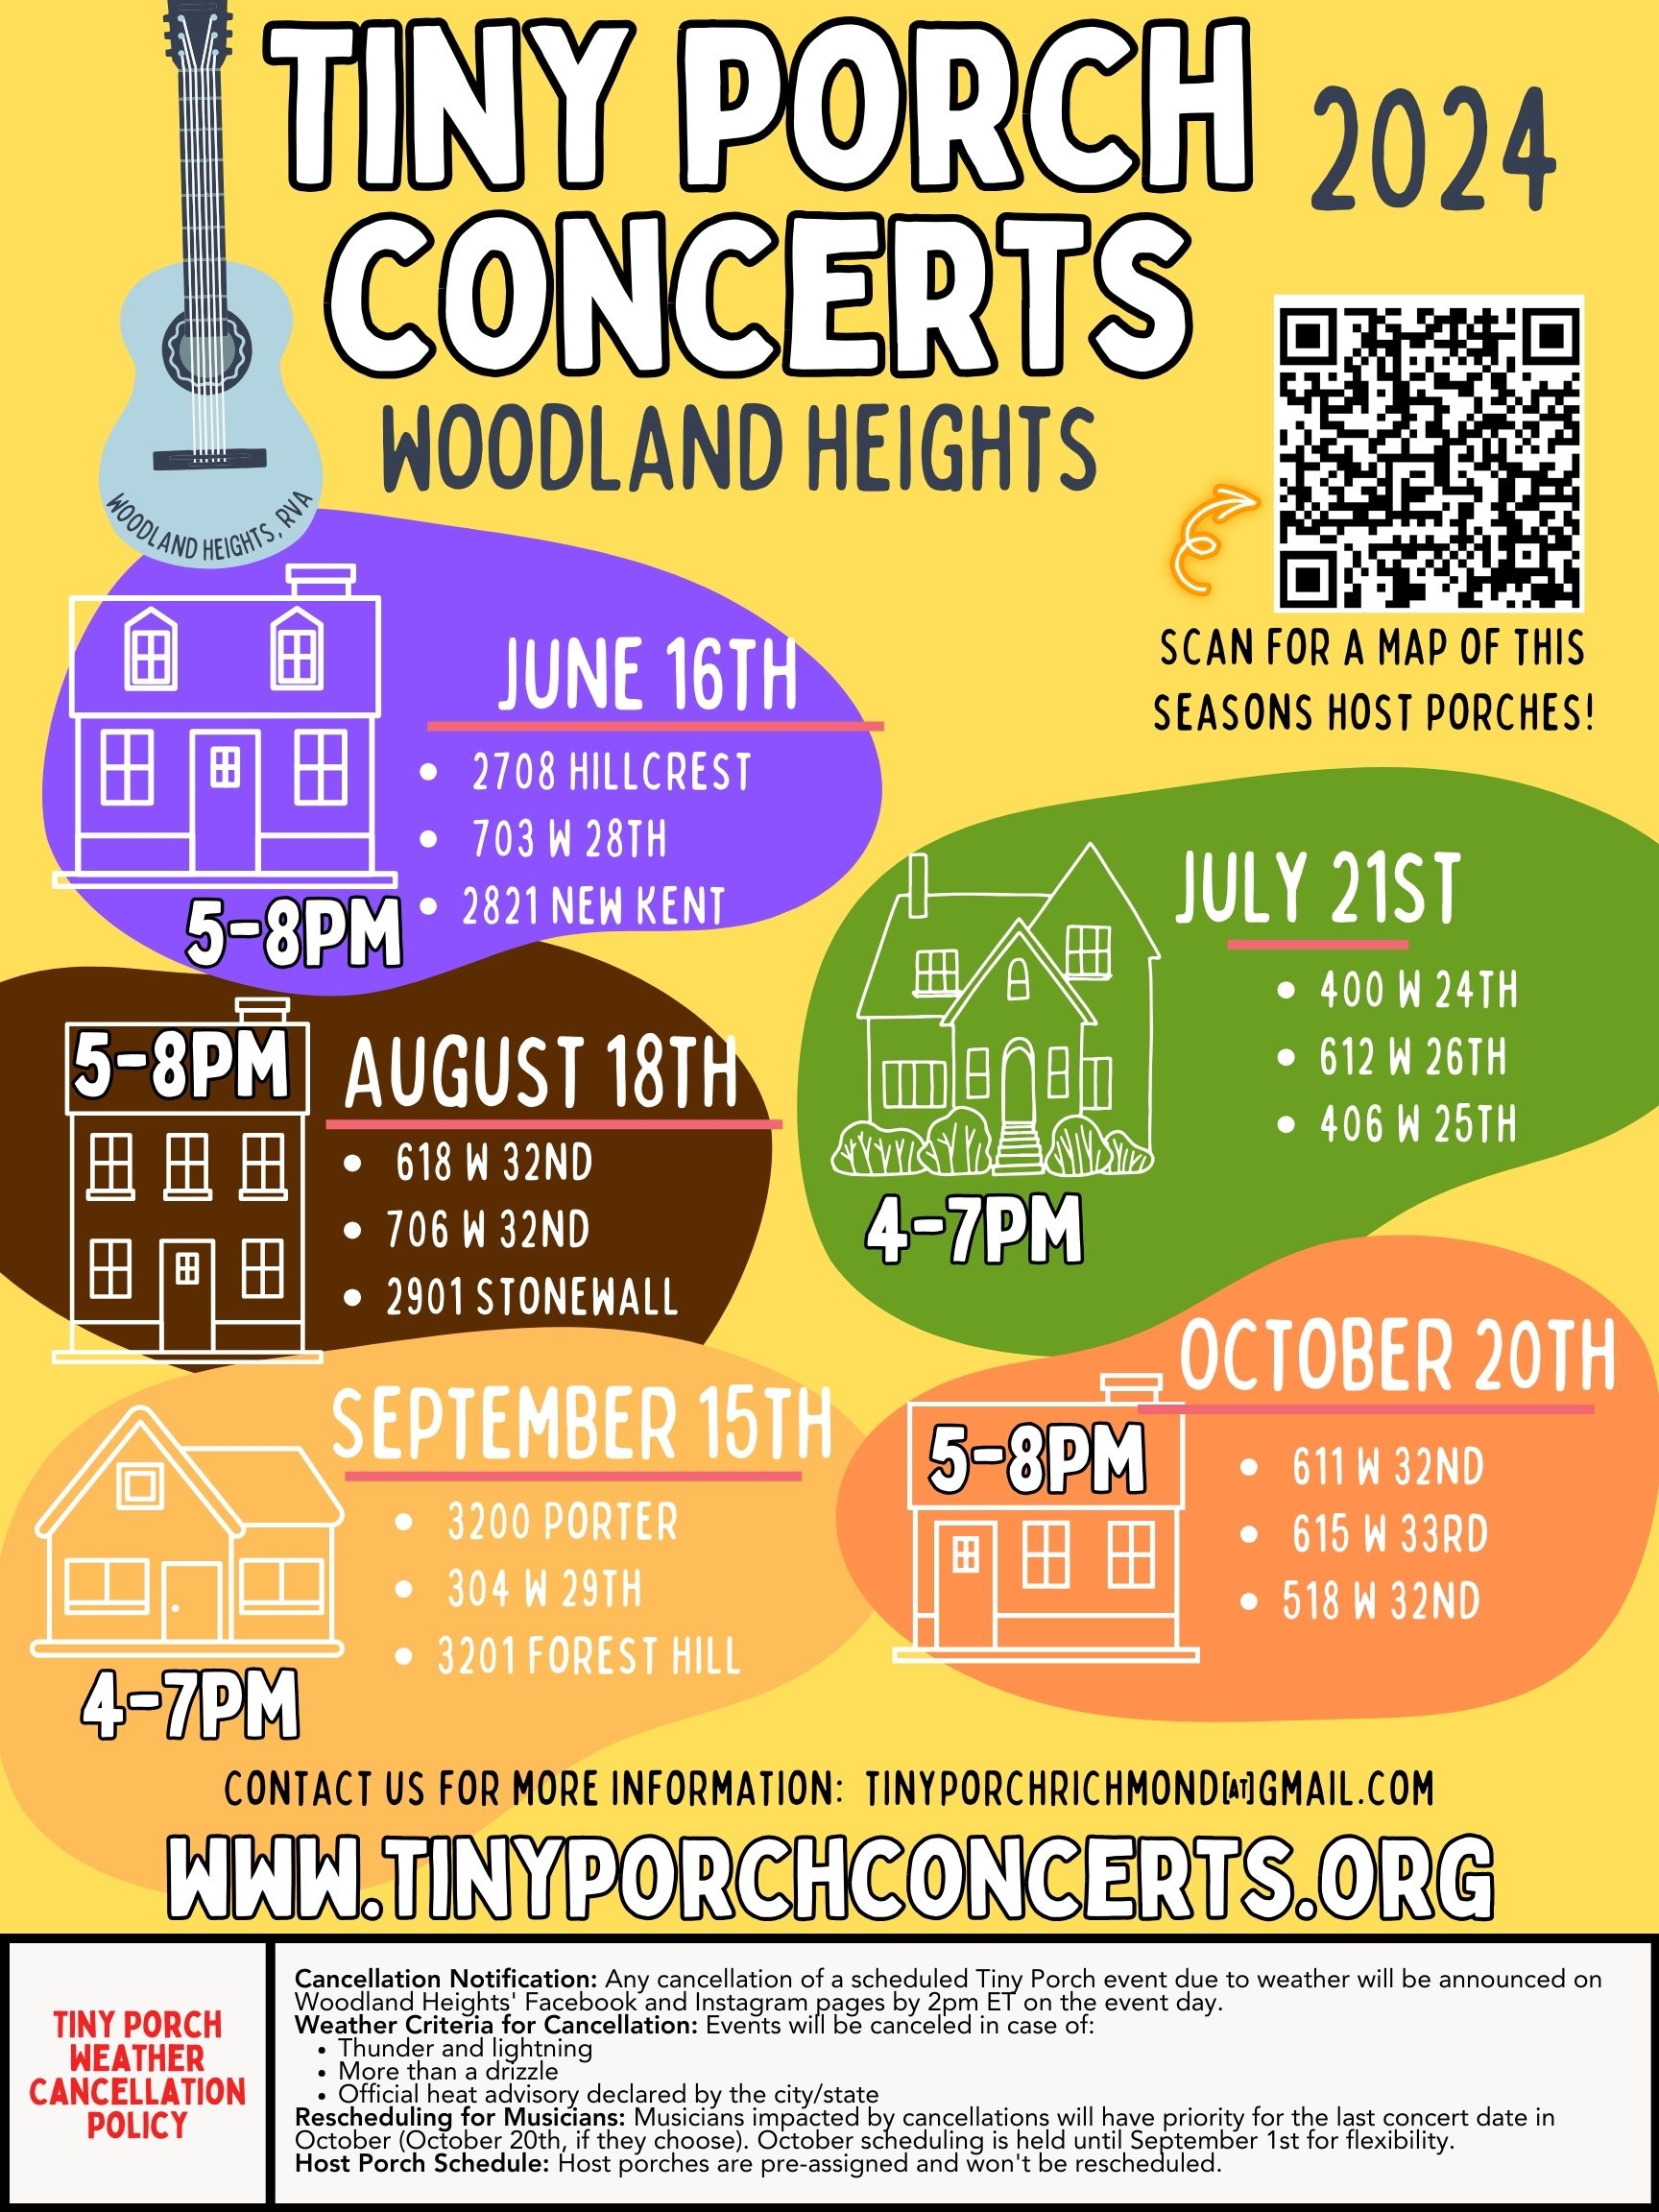 TINY PORCH
CONCERTS
2024
WOODLAND HEIGHTS
WOODLAND HEIGHTS, RVA
SCAN FOR A MAP OF THIS
SEASONS HOST PORCHES!
JUNE 16TH
• 2708 HILLCREST
• 703 W 28TH
• 2821 NEW KENT
5-8PM
JULY 21ST
• 400 W 24TH
• 612 W 26TH
• 406 W 25TH
4-7PM
5-8PM
AUGUST 18TH
• 618 W 32ND
• 706 W 32ND
• 2901 STONEWALL
SEPTEMBER 15TH
• 3200 PORTER
• 304 W 29TH
• 3201 FOREST HILL
4-7PM
OCTOBER 20TH
5-8PM
• 611 W 32ND
• 615 W 33RD
• 518 W 32ND
CONTACT US FOR MORE INFORMATION: TINYPORCHRICHMOND[AT]GMAIL.COM
WWW.TINYPORCHCONCERTS.ORG
TINY PORCH
WEATHER
CANCELLATION
POLICY
Cancellation Notification: Any cancellation of a scheduled Tiny Porch event due to weather will be announced on
Woodland Heights' Facebook and Instagram pages by 2pm ET on the event day.
Weather Criteria for Cancellation: Events will be canceled in case of:
• Thunder and lightning
• More than a drizzle
• Official heat advisory declared by the city/state
Rescheduling for Musicians: Musicians impacted by cancellations will have priority for the last concert date in
October (October 20th, if they choose). October scheduling is held until September 1st for flexibility.
Host Porch Schedule: Host porches are pre-assigned and won't be rescheduled.